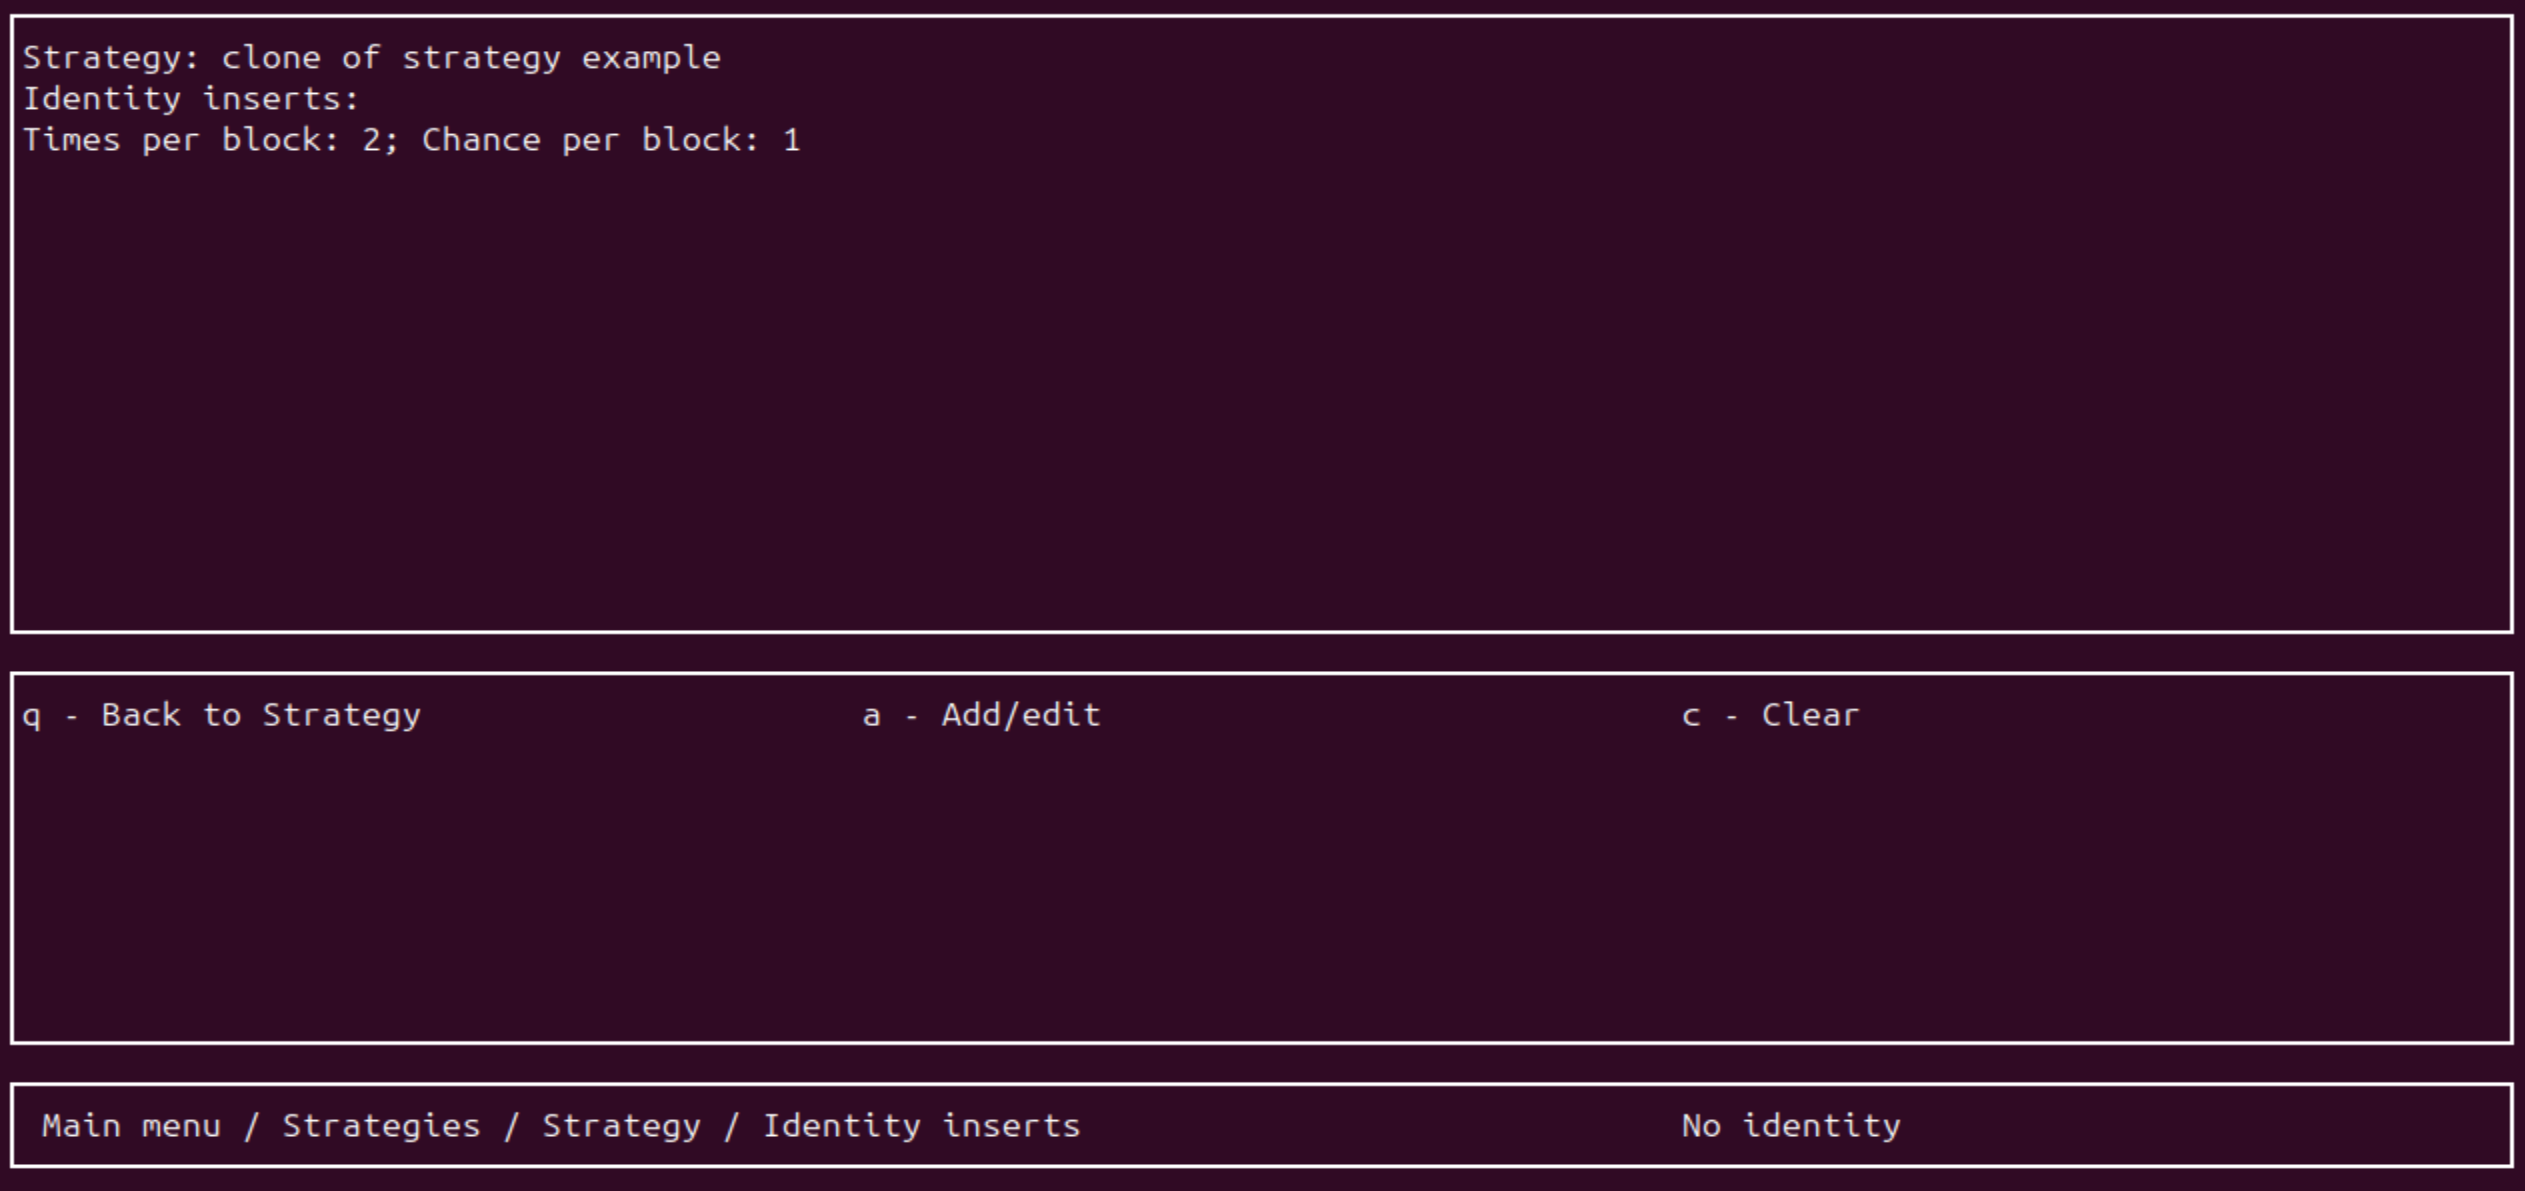 Strategy: clone of strategy example
Identity inserts:
Times per block: 2; Chance per block: 1
q - Back to Strategy a - Add/edit c - Clear
Main menu / Strategies / Strategy / Identity inserts No identity